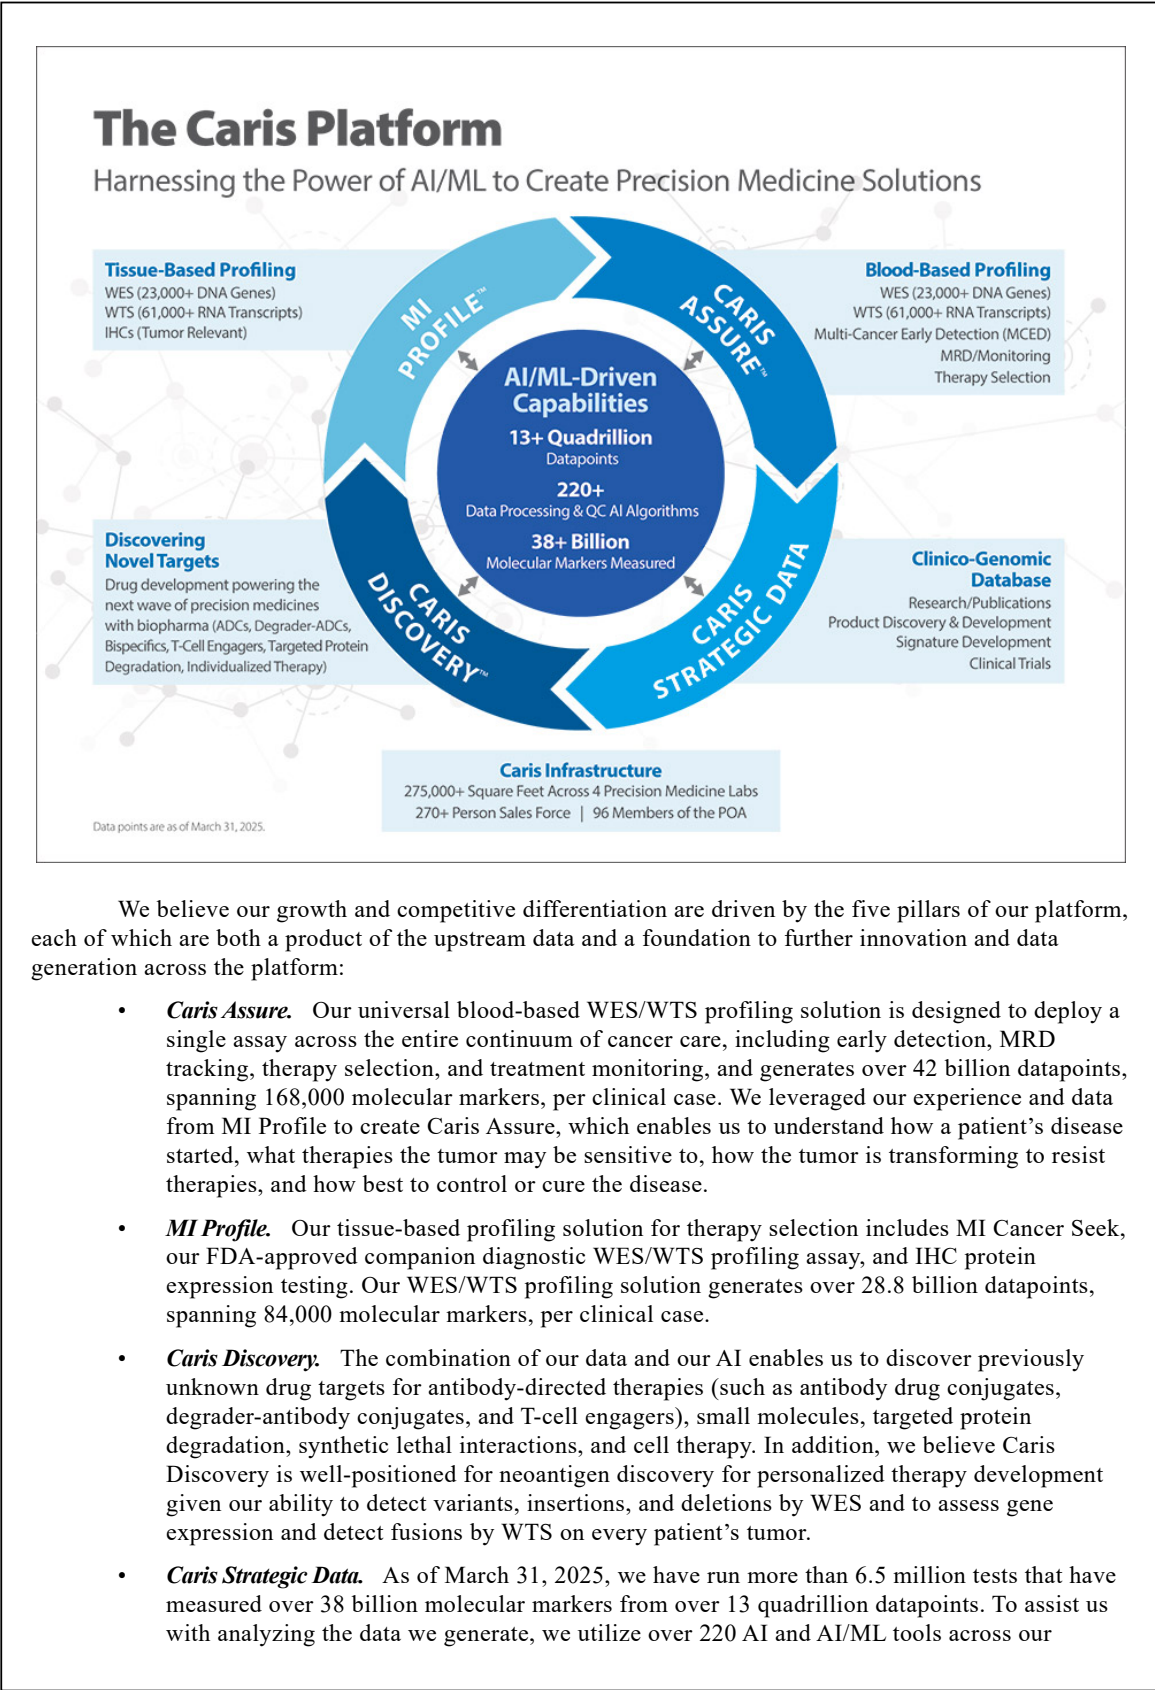 The Caris Platform
Harnessing the Power of AI/ML to Create Precision Medicine Solutions
Tissue-Based Profiling
WES (23,000+ DNA Genes)
WTS (61,000+ RNA Transcripts)
IHCs (Tumor Relevant)
MI
PROFILE™
CARIS
ASSURE™
Blood-Based Profiling
WES (23,000+ DNA Genes)
WTS (61,000+ RNA Transcripts)
Multi-Cancer Early Detection (MCED)
MRD/Monitoring
Therapy Selection
AI/ML-Driven
Capabilities
13+ Quadrillion
Datapoints
220+
Data Processing & QC AI Algorithms
38+ Billion
Molecular Markers Measured
Discovering
Novel Targets
Drug development powering the
next wave of precision medicines
with biopharma (ADCs, Degrader-ADCs,
Bispecifics, T-Cell Engagers, Targeted Protein
Degradation, Individualized Therapy)
CARIS
DISCOVERY™
CARIS
STRATEGIC DATA
Clinico-Genomic
Database
Research/Publications
Product Discovery & Development
Signature Development
Clinical Trials
Caris Infrastructure
275,000+ Square Feet Across 4 Precision Medicine Labs
270+ Person Sales Force | 96 Members of the POA
Data points are as of March 31, 2025.
We believe our growth and competitive differentiation are driven by the five pillars of our platform,
each of which are both a product of the upstream data and a foundation to further innovation and data
generation across the platform:
• Caris Assure. Our universal blood-based WES/WTS profiling solution is designed to deploy a
single assay across the entire continuum of cancer care, including early detection, MRD
tracking, therapy selection, and treatment monitoring, and generates over 42 billion datapoints,
spanning 168,000 molecular markers, per clinical case. We leveraged our experience and data
from MI Profile to create Caris Assure, which enables us to understand how a patient’s disease
started, what therapies the tumor may be sensitive to, how the tumor is transforming to resist
therapies, and how best to control or cure the disease.
• MI Profile. Our tissue-based profiling solution for therapy selection includes MI Cancer Seek,
our FDA-approved companion diagnostic WES/WTS profiling assay, and IHC protein
expression testing. Our WES/WTS profiling solution generates over 28.8 billion datapoints,
spanning 84,000 molecular markers, per clinical case.
• Caris Discovery. The combination of our data and our AI enables us to discover previously
unknown drug targets for antibody-directed therapies (such as antibody drug conjugates,
degrader-antibody conjugates, and T-cell engagers), small molecules, targeted protein
degradation, synthetic lethal interactions, and cell therapy. In addition, we believe Caris
Discovery is well-positioned for neoantigen discovery for personalized therapy development
given our ability to detect variants, insertions, and deletions by WES and to assess gene
expression and detect fusions by WTS on every patient’s tumor.
• Caris Strategic Data. As of March 31, 2025, we have run more than 6.5 million tests that have
measured over 38 billion molecular markers from over 13 quadrillion datapoints. To assist us
with analyzing the data we generate, we utilize over 220 AI and AI/ML tools across our